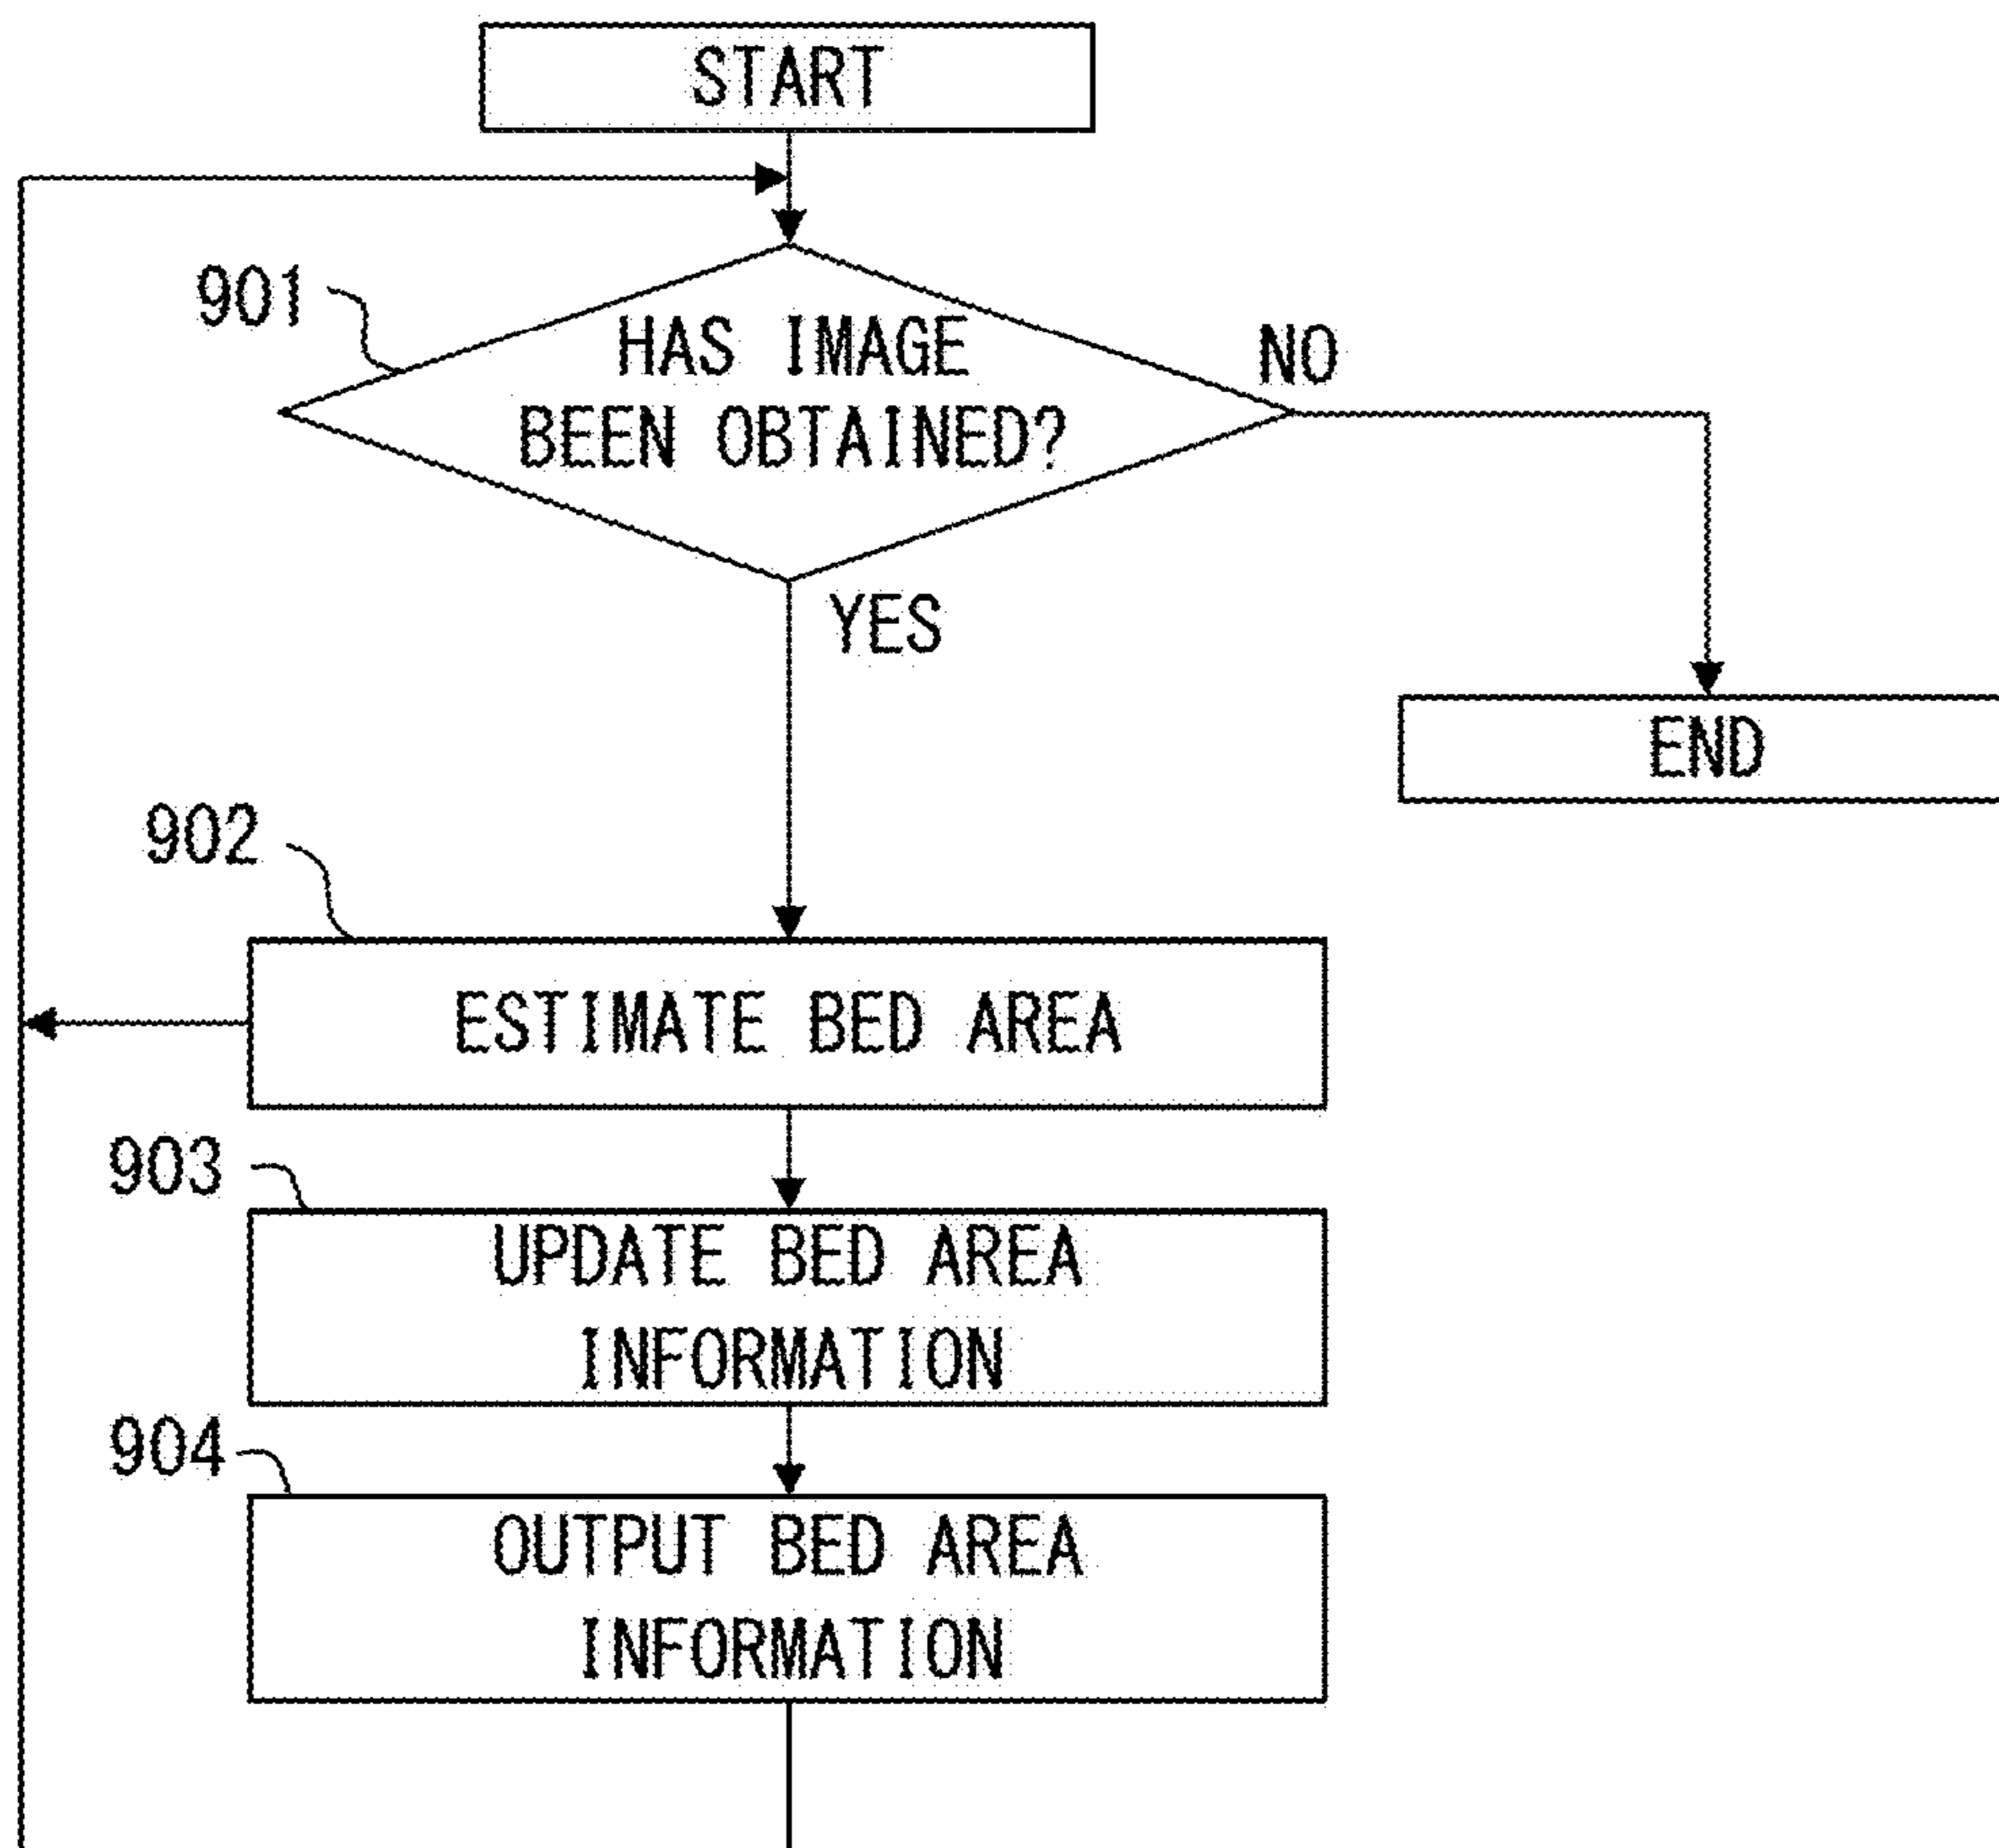 START
901
HAS IMAGE
BEEN OBTAINED?
NO
YES
END
902
ESTIMATE BED AREA
903
UPDATE BED AREA
INFORMATION
904
OUTPUT BED AREA
INFORMATION